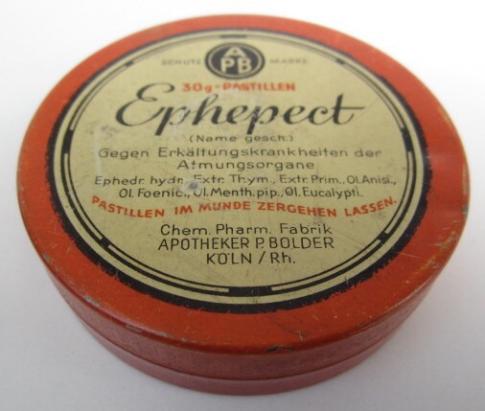 SCHUTZ MARKE
A
PB
30g-PASTILLEN
Ephepect
(Name gesch.)
Gegen Erkältungskrankheiten der
Atmungsorgane
Ephedr. hydr., Extr. Thym., Extr. Prim., Ol. Anisi.,
Ol. Foenic., Ol. Menth. pip., Ol. Eucalypti.
PASTILLEN IM MUNDE ZERGEHEN LASSEN.
Chem. Pharm. Fabrik
APOTHEKER P. BOLDER
KÖLN/Rh.